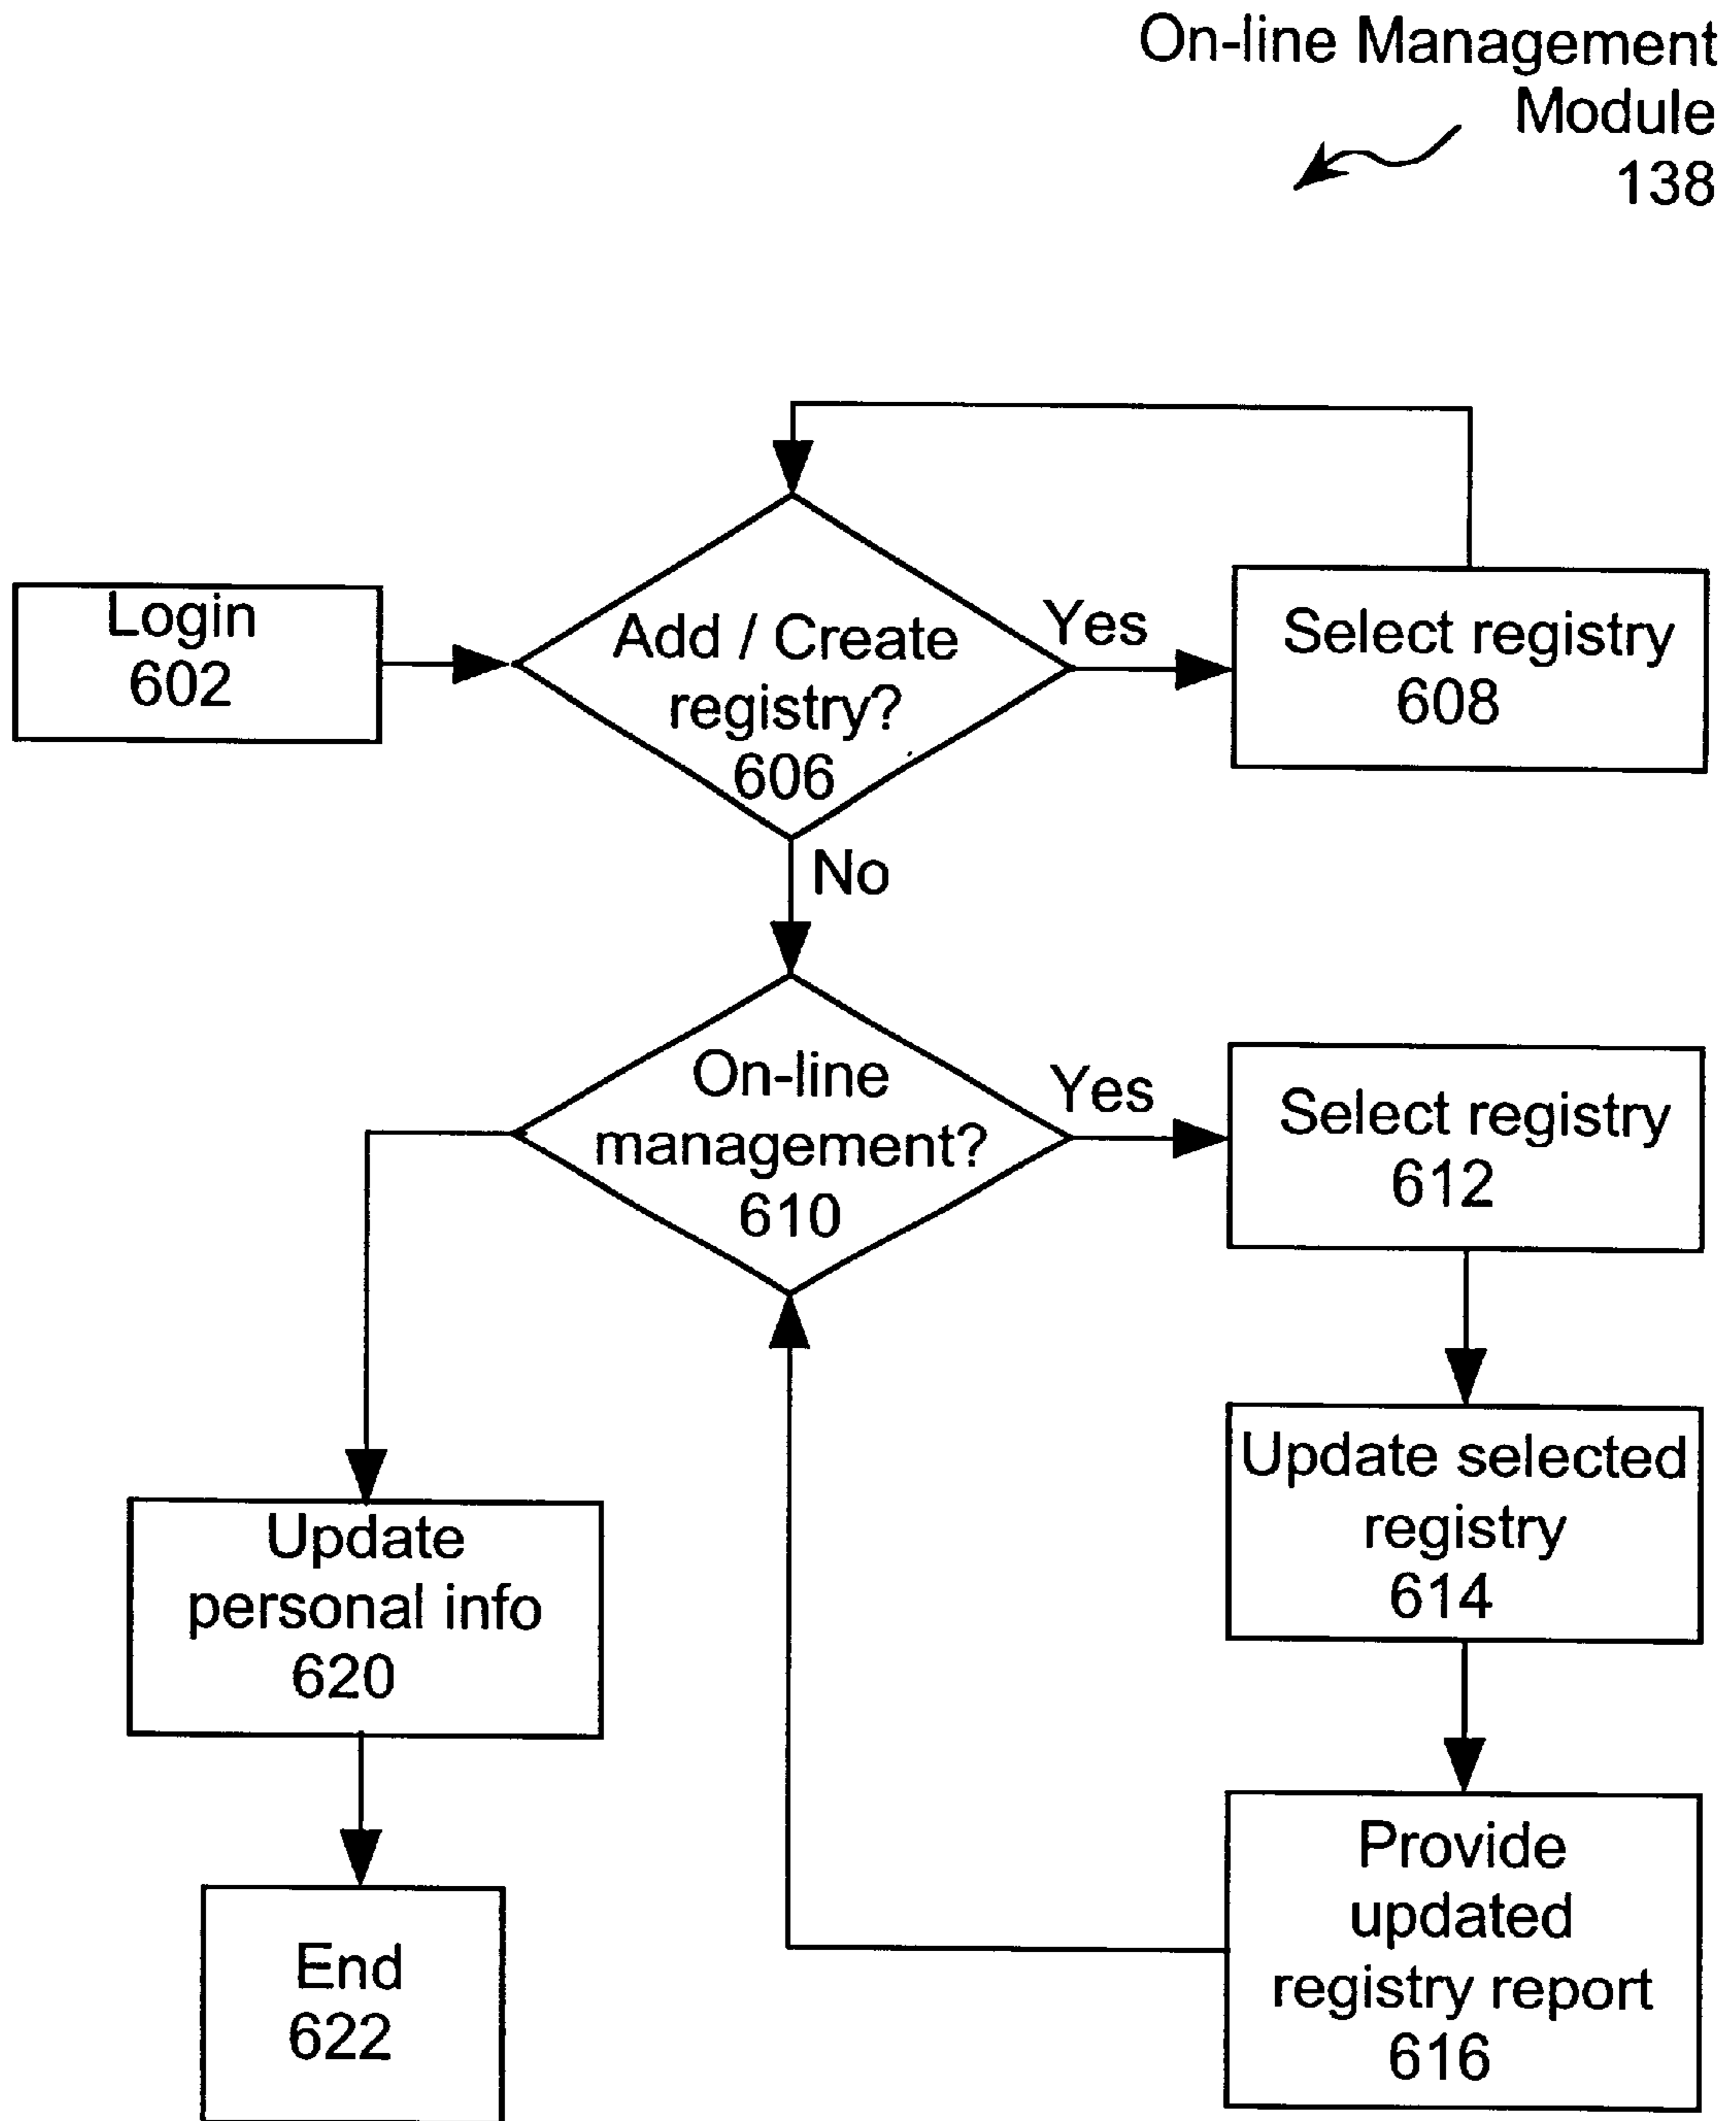 On-line Management
Module
138
Login
602
Add / Create
registry?
606
Yes
Select registry
608
No
On-line
management?
610
Yes
Select registry
612
Update selected
registry
614
Update
personal info
620
Provide
updated
registry report
616
End
622